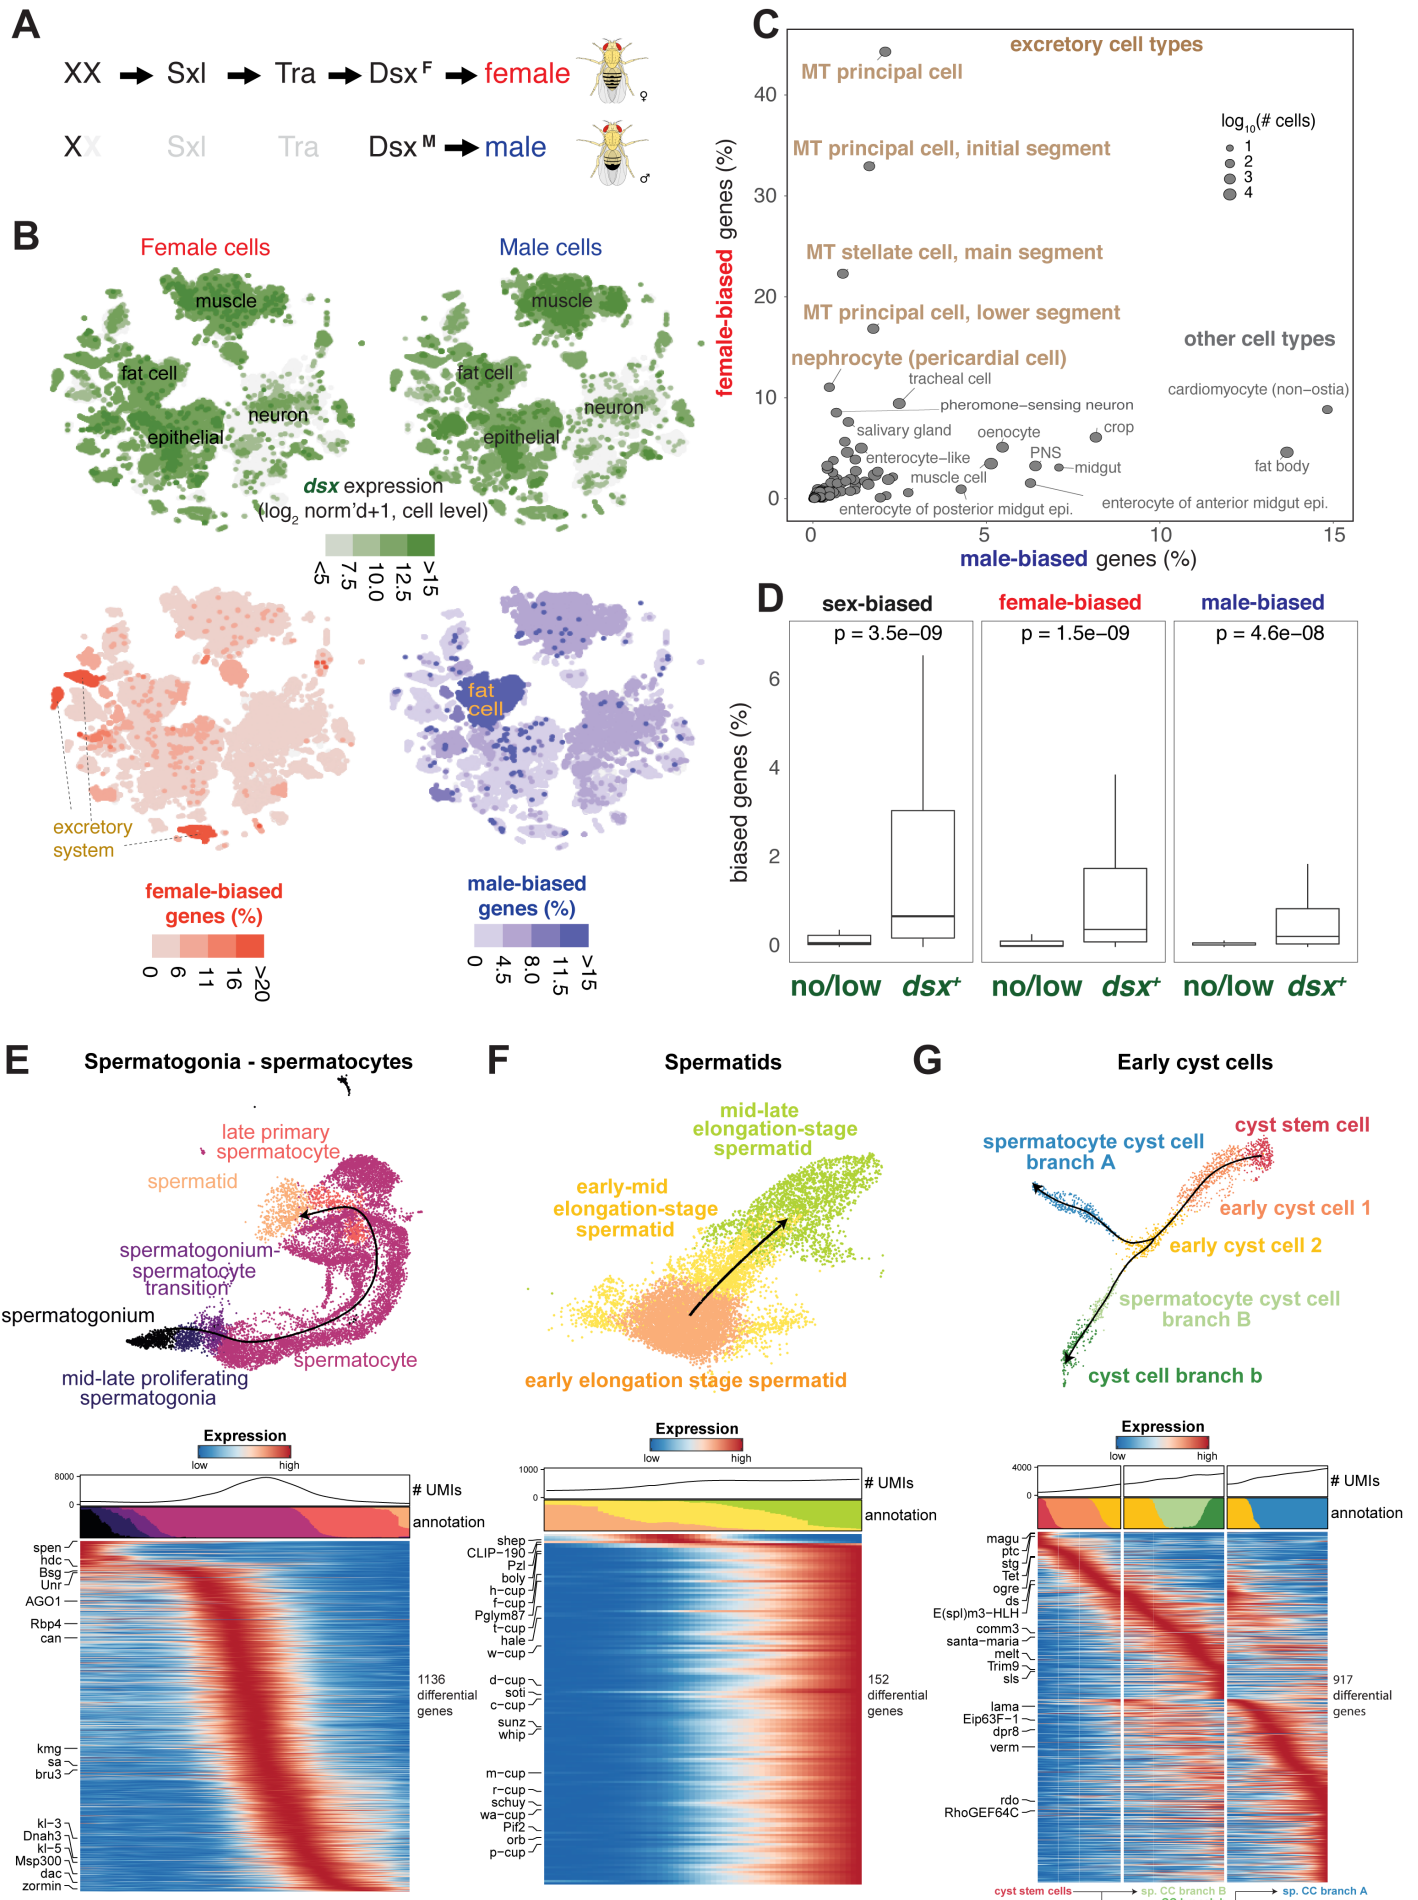 A
XX Sxl Tra Dsx F female ♀
XX Sxl Tra Dsx M male ♂
B
Female cells
Male cells
muscle
fat cell
neuron
epithelial
muscle
fat cell
neuron
epithelial
dsx expression
(log2 norm'd+1, cell level)
<5 7.5 10.0 12.5 >15
excretory
system
fat
cell
female-biased
genes (%)
0 6 11 16 >20
male-biased
genes (%)
0 4.5 8.0 11.5 >15
C
excretory cell types
MT principal cell
MT principal cell, initial segment
MT stellate cell, main segment
MT principal cell, lower segment
nephrocyte (pericardial cell)
log10(# cells)
1
2
3
4
other cell types
tracheal cell
cardiomyocyte (non-ostia)
pheromone-sensing neuron
salivary gland
oenocyte
crop
enterocyte-like
PNS
midgut
fat body
muscle cell
enterocyte of anterior midgut epi.
enterocyte of posterior midgut epi.
40
30
20
10
0
female-biased genes (%)
0 5 10 15
male-biased genes (%)
D
sex-biased
female-biased
male-biased
p = 3.5e-09
p = 1.5e-09
p = 4.6e-08
6
4
2
0
biased genes (%)
no/low dsx+
no/low dsx+
no/low dsx+
E
Spermatogonia - spermatocytes
late primary
spermatocyte
spermatid
spermatogonium-
spermatocyte
transition
spermatogonium
spermatocyte
mid-late proliferating
spermatogonia
Expression
low high
8000
0
# UMIs
annotation
spen
hdc
Bsg
Unr
AGO1
Rbp4
can
kmg
sa
bru3
kl-3
Dnah3
kl-5
Msp300
dac
zormin
1136
differential
genes
F
Spermatids
mid-late
elongation-stage
spermatid
early-mid
elongation-stage
spermatid
early elongation stage spermatid
Expression
low high
1000
0
# UMIs
annotation
shep
CLIP-190
Pzl
boly
h-cup
f-cup
Pglym87
t-cup
hale
w-cup
d-cup
soti
c-cup
sunz
whip
m-cup
r-cup
schuy
wa-cup
Pif2
orb
p-cup
152
differential
genes
G
Early cyst cells
cyst stem cell
spermatocyte cyst cell
branch A
early cyst cell 1
early cyst cell 2
spermatocyte cyst cell
branch B
cyst cell branch b
Expression
low high
4000
0
# UMIs
annotation
magu
ptc
stg
Tet
ogre
ds
E(spl)m3-HLH
comm3
santa-maria
melt
Trim9
sls
lama
Eip63F-1
dpr8
verm
rdo
RhoGEF64C
917
differential
genes
cyst stem cells
sp. CC branch B
sp. CC branch A